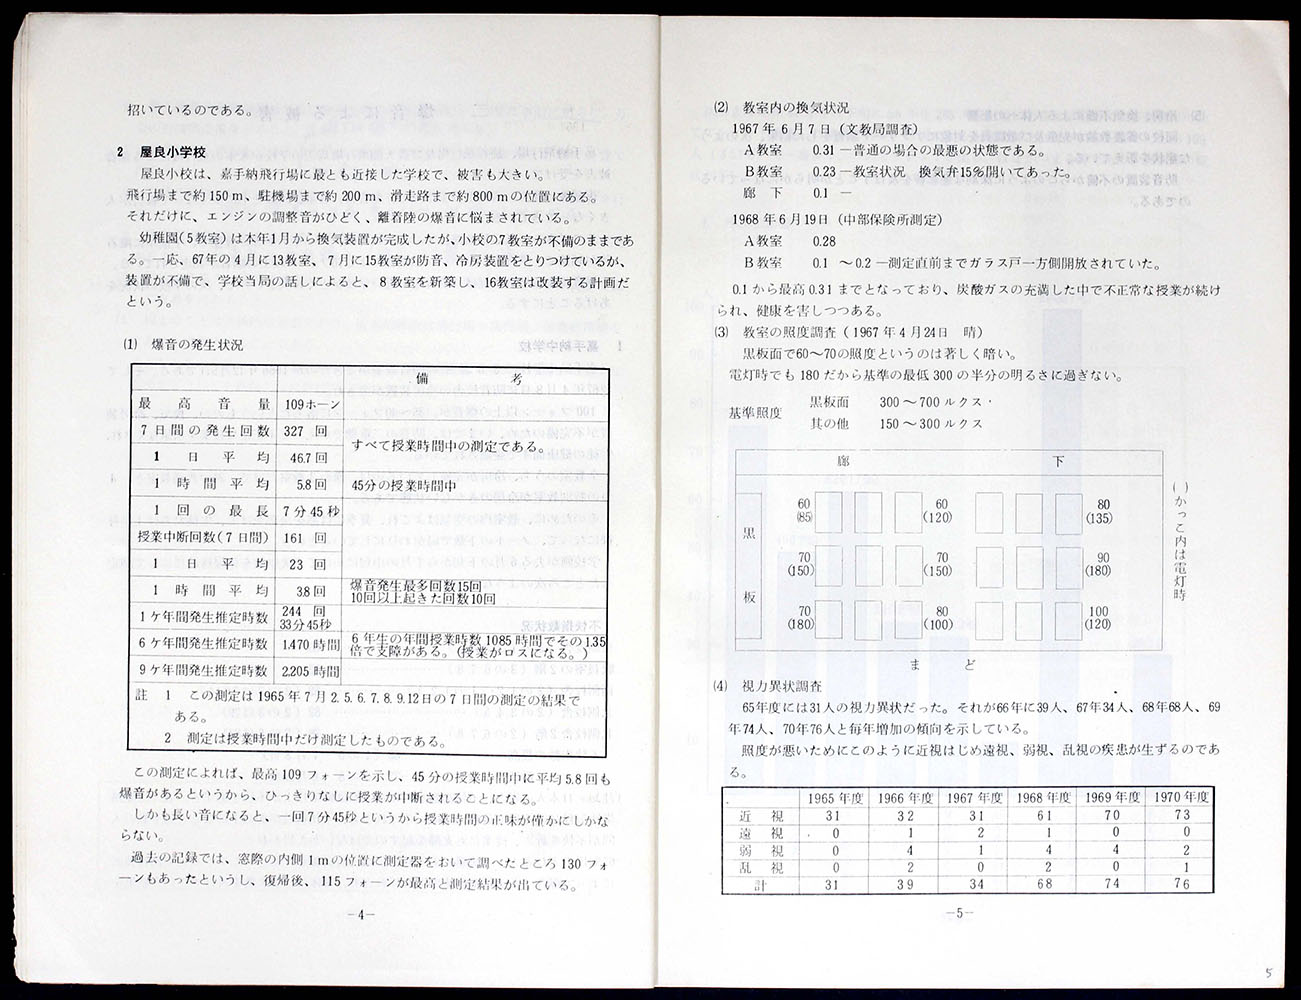 招いているのである。
2　屋良小学校
屋良小学校は、嘉手納飛行場に最とも近接した学校で、被害も大きい。
飛行場まで約150m、駐機場まで約200m、滑走路まで約800mの位置にある。
それだけに、エンジンの調整音がひどく、離着陸の爆音に悩まされている。
幼稚園(5教室)は本年1月から換気装置が完成したが、小校の7教室が不備のままであ
る。一応、67年の4月に13教室、7月に15教室が防音、冷房装置をとりつけているが、
装置が不備で、学校当局の話しによると、8教室を新築し、16教室は改装する計画だ
という。
(1)　爆音の発生状況
備　考
最高音量　109ホーン
7日間の発生回数　327回　すべて授業時間中の測定である。
1日平均　46.7回
1時間平均　5.8回　45分の授業時間中
1回の最長　7分45秒
授業中断回数(7日間)　161回
1日平均　23回
1時間平均　3.8回　爆音発生最多回数15回
10回以上起きた回数10回
1ヶ年間発生推定時数　244回
33分45秒
6ヶ年間発生推定時数　1.470時間　6年生の年間授業時数1085時間でその1.35
倍で支障がある。(授業がロスになる。)
9ヶ年間発生推定時数　2.205時間
註　1　この測定は1965年7月2.5.6.7.8.9.12日の7日間の測定の結果で
ある。
2　測定は授業時間中だけ測定したものである。
この測定によれば、最高109フォーンを示し、45分の授業時間中に平均5.8回も
爆音があるというから、ひっきりなしに授業が中断されることになる。
しかも長い音になると、一回7分45秒というから授業時間の正味が僅かにしかな
らない。
過去の記録では、窓際の内側1mの位置に測定器をおいて調べたところ130フォ
ーンもあったというし、復帰後、115フォーンが最高と測定結果が出ている。
—4—
(2)　教室内の換気状況
1967年6月7日(文教局調査)
A教室　0.31—普通の場合の最悪の状態である。
B教室　0.23—教室状況　換気弁15%開いてあった。
廊下　0.1 —
1968年6月19日(中部保険所測定)
A教室　0.28
B教室　0.1 ～0.2—測定直前までガラス戸一方側開放されていた。
0.1から最高0.31までとなっており、炭酸ガスの充満した中で不正常な授業が続け
られ、健康を害しつつある。
(3)　教室の照度調査(1967年4月24日　晴)
黒板面で60～70の照度というのは著しく暗い。
電灯時でも180だから基準の最低300の半分の明るさに過ぎない。
基準照度　黒板面　300～700ルクス
其の他　150～300ルクス
廊　下
60　60　80
(85)　(120)　(135)
黒
70　70　90
(150)　(150)　(180)
板
70　80　100
(180)　(100)　(120)
ま　ど
( )かっこ内は電灯時
(4)　視力異状調査
65年度には31人の視力異状だった。それが66年に39人、67年34人、68年68人、69
年74人、70年76人と毎年増加の傾向を示している。
照度が悪いためにこのように近視はじめ遠視、弱視、乱視の疾患が生ずるのであ
る。
1965年度　1966年度　1967年度　1968年度　1969年度　1970年度
近視　31　32　31　61　70　73
遠視　0　1　2　1　0　0
弱視　0　4　1　4　4　2
乱視　0　2　0　2　0　1
計　31　39　34　68　74　76
—5—
5